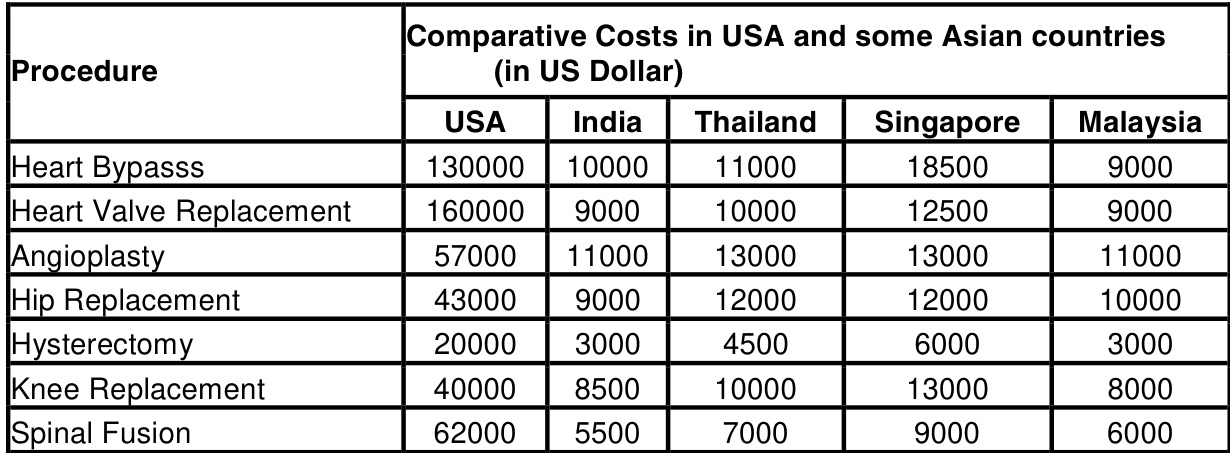 Procedure
Comparative Costs in USA and some Asian countries
(in US Dollar)
USA India Thailand Singapore Malaysia
Heart Bypasss 130000 10000 11000 18500 9000
Heart Valve Replacement 160000 9000 10000 12500 9000
Angioplasty 57000 11000 13000 13000 11000
Hip Replacement 43000 9000 12000 12000 10000
Hysterectomy 20000 3000 4500 6000 3000
Knee Replacement 40000 8500 10000 13000 8000
Spinal Fusion 62000 5500 7000 9000 6000